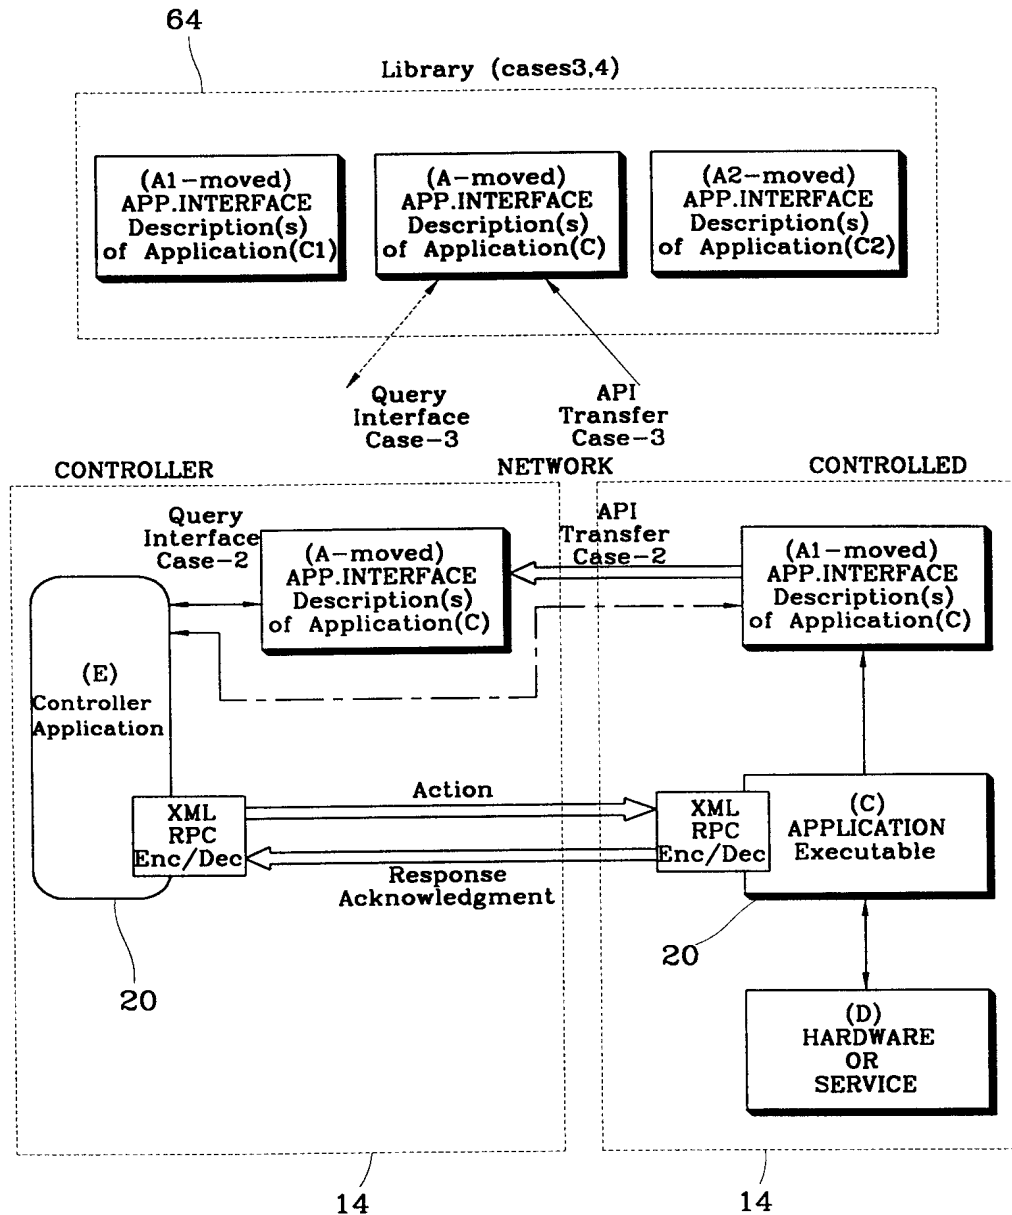 64
Library (cases3,4)
(A1-moved)
APP.INTERFACE
Description(s)
of Application(C1)
(A-moved)
APP.INTERFACE
Description(s)
of Application(C)
(A2-moved)
APP.INTERFACE
Description(s)
of Application(C2)
Query
Interface
Case-3
API
Transfer
Case-3
CONTROLLER
NETWORK
CONTROLLED
Query
Interface
Case-2
(A-moved)
APP.INTERFACE
Description(s)
of Application(C)
API
Transfer
Case-2
(A1-moved)
APP.INTERFACE
Description(s)
of Application(C)
(E)
Controller
Application
XML
RPC
Enc/Dec
Action
Response
Acknowledgment
XML
RPC
Enc/Dec
(C)
APPLICATION
Executable
20
20
(D)
HARDWARE
OR
SERVICE
14
14